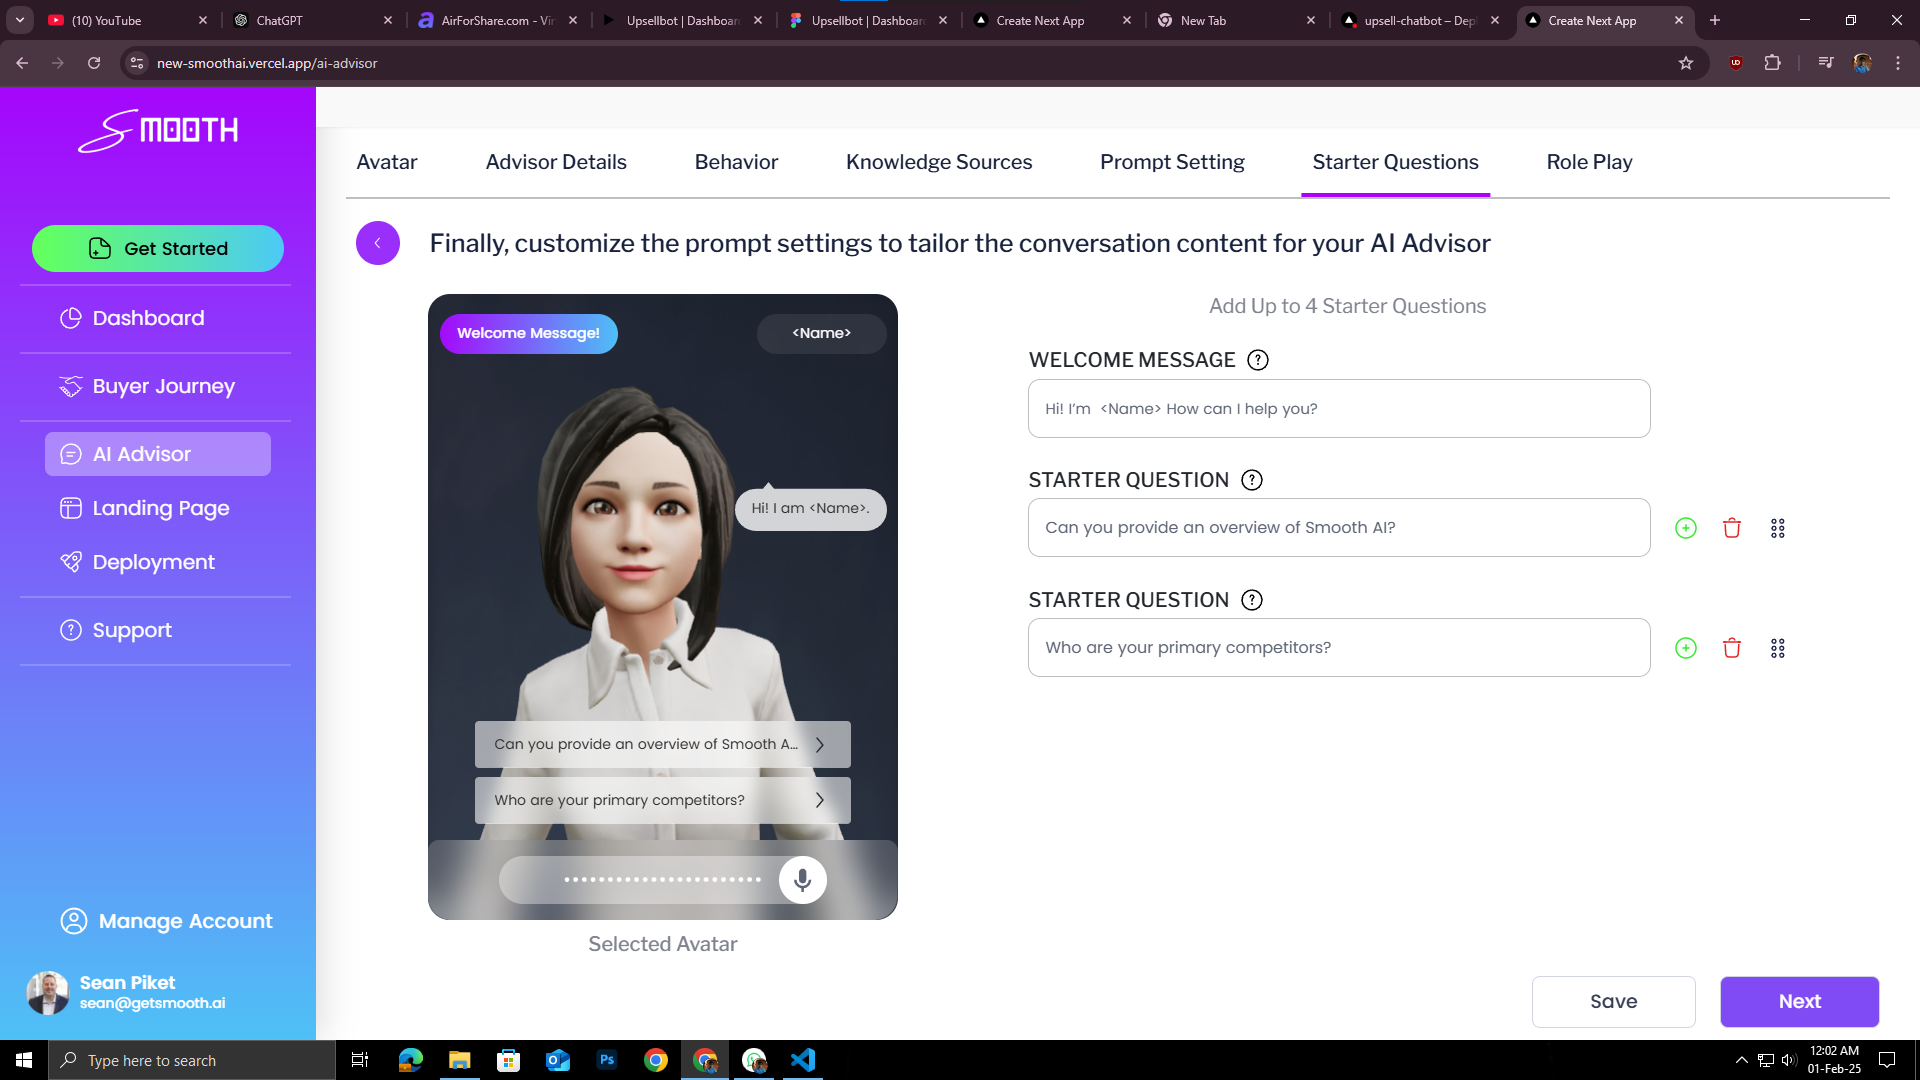 (10) YouTube
ChatGPT
AirForShare.com - Vir
Upsellbot | Dashboard
Upsellbot | Dashboar
Create Next App
New Tab
upsell-chatbot – Dep
Create Next App
new-smoothai.vercel.app/ai-advisor
SMOOTH
Get Started
Dashboard
Buyer Journey
AI Advisor
Landing Page
Deployment
Support
Manage Account
Sean Piket
sean@getsmooth.ai
Avatar
Advisor Details
Behavior
Knowledge Sources
Prompt Setting
Starter Questions
Role Play
Finally, customize the prompt settings to tailor the conversation content for your AI Advisor
Welcome Message!
<Name>
Hi! I am <Name>.
Can you provide an overview of Smooth A...
Who are your primary competitors?
Selected Avatar
Add Up to 4 Starter Questions
WELCOME MESSAGE ?
Hi! I’m <Name> How can I help you?
STARTER QUESTION ?
Can you provide an overview of Smooth AI?
STARTER QUESTION ?
Who are your primary competitors?
Save
Next
Type here to search
Ps
12:02 AM
01-Feb-25